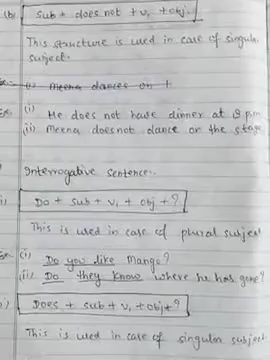 (b) Sub + does not + v₁ + obj.
This structure is used in case of singular
subject.
(i) Meena dances on t
Ex:- (i) He does not have dinner at 8 p.m
(ii) Meena does not dance on the stage
Interrogative Sentence:-
Do + sub + v₁ + obj + ?
This is used in case of plural subject
(i) Do you like Mango?
(ii) Do they know where he has gone?
Does + sub + v₁ + obj + ?
This is used in case of singular subject